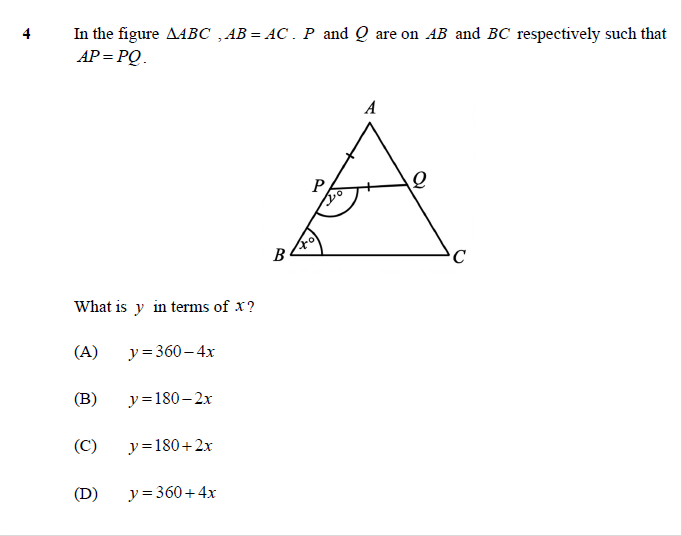 4 In the figure ΔABC , AB = AC . P and Q are on AB and BC respectively such that
AP = PQ .
A
P
Q
y°
x°
B
C
What is y in terms of x ?
(A) y = 360 – 4x
(B) y = 180 – 2x
(C) y = 180 + 2x
(D) y = 360 + 4x